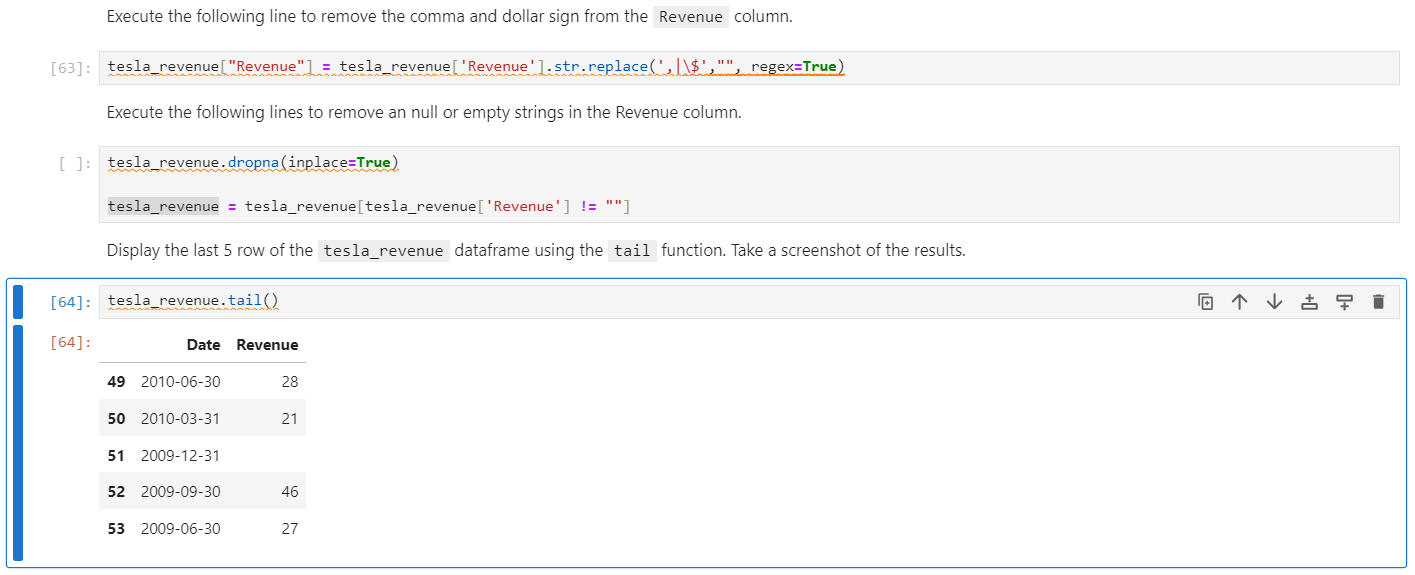 Execute the following line to remove the comma and dollar sign from the Revenue column.
[63]: tesla_revenue["Revenue"] = tesla_revenue['Revenue'].str.replace(',|\$',"", regex=True)
Execute the following lines to remove an null or empty strings in the Revenue column.
[ ]: tesla_revenue.dropna(inplace=True)
tesla_revenue = tesla_revenue[tesla_revenue['Revenue'] != ""]
Display the last 5 row of the tesla_revenue dataframe using the tail function. Take a screenshot of the results.
[64]: tesla_revenue.tail()
[64]: Date Revenue
49 2010-06-30 28
50 2010-03-31 21
51 2009-12-31
52 2009-09-30 46
53 2009-06-30 27